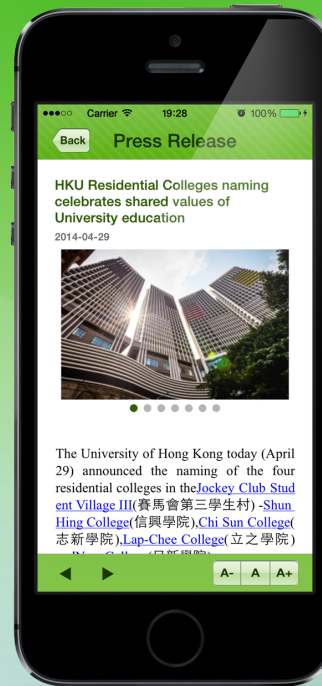 Carrier 19:28 100%
Back Press Release
HKU Residential Colleges naming
celebrates shared values of
University education
2014-04-29
The University of Hong Kong today (April
29) announced the naming of the four
residential colleges in theJockey Club Stud
ent Village III(賽馬會第三學生村) -Shun
Hing College(信興學院),Chi Sun College(
志新學院),Lap-Chee College(立之學院)
A- A A+